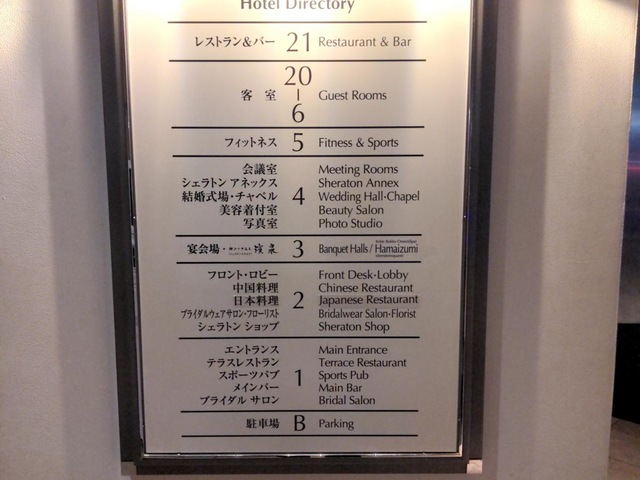 Hotel Directory
レストラン&バー 21 Restaurant & Bar
客 室 20-6 Guest Rooms
フィットネス 5 Fitness & Sports
会議室 Meeting Rooms
シェラトン アネックス Sheraton Annex
結婚式場・チャペル 4 Wedding Hall·Chapel
美容着付室 Beauty Salon
写真室 Photo Studio
宴会場・ 濱泉 3 Banquet Halls / Hamaizumi
フロント・ロビー Front Desk·Lobby
中国料理 Chinese Restaurant
日本料理 2 Japanese Restaurant
ブライダルウェアサロン・フローリスト Bridalwear Salon·Florist
シェラトン ショップ Sheraton Shop
エントランス Main Entrance
テラスレストラン Terrace Restaurant
スポーツパブ 1 Sports Pub
メインバー Main Bar
ブライダル サロン Bridal Salon
駐車場 B Parking